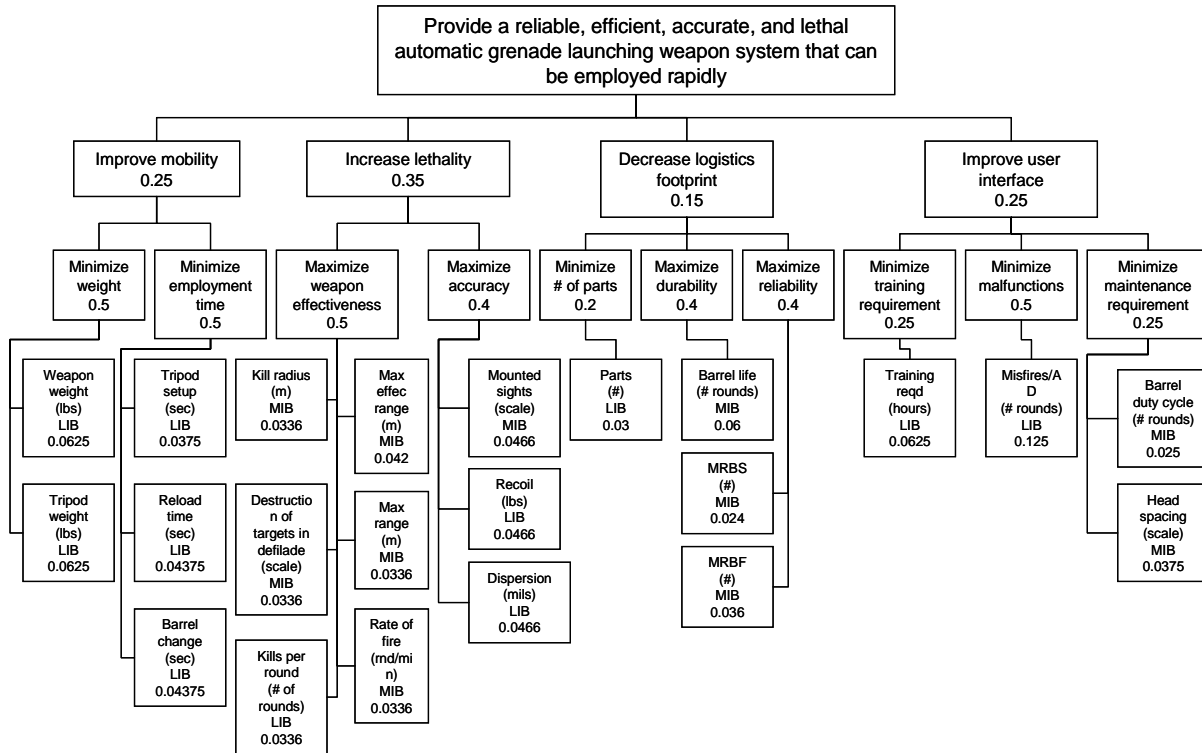 Provide a reliable, efficient, accurate, and lethal
automatic grenade launching weapon system that can
be employed rapidly
Improve mobility
0.25
Increase lethality
0.35
Decrease logistics
footprint
0.15
Improve user
interface
0.25
Minimize
weight
0.5
Minimize
employment
time
0.5
Maximize
weapon
effectiveness
0.5
Maximize
accuracy
0.4
Minimize
# of parts
0.2
Maximize
durability
0.4
Maximize
reliability
0.4
Minimize
training
requirement
0.25
Minimize
malfunctions
0.5
Minimize
maintenance
requirement
0.25
Weapon
weight
(lbs)
LIB
0.0625
Tripod
weight
(lbs)
LIB
0.0625
Tripod
setup
(sec)
LIB
0.0375
Reload
time
(sec)
LIB
0.04375
Barrel
change
(sec)
LIB
0.04375
Kill radius
(m)
MIB
0.0336
Destructio
n of
targets in
defilade
(scale)
MIB
0.0336
Kills per
round
(# of
rounds)
LIB
0.0336
Max
effec
range
(m)
MIB
0.042
Max
range
(m)
MIB
0.0336
Rate of
fire
(rnd/mi
n)
MIB
0.0336
Mounted
sights
(scale)
MIB
0.0466
Recoil
(lbs)
LIB
0.0466
Dispersion
(mils)
LIB
0.0466
Parts
(#)
LIB
0.03
Barrel life
(# rounds)
MIB
0.06
MRBS
(#)
MIB
0.024
MRBF
(#)
MIB
0.036
Training
reqd
(hours)
LIB
0.0625
Misfires/A
D
(# rounds)
LIB
0.125
Barrel
duty cycle
(# rounds)
MIB
0.025
Head
spacing
(scale)
MIB
0.0375